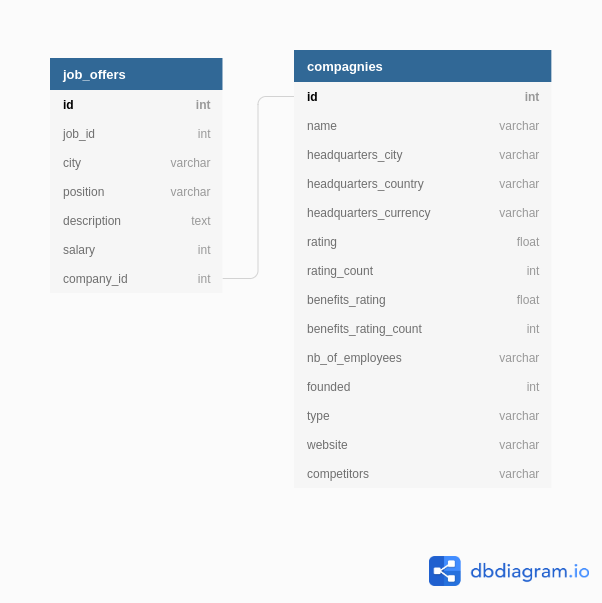 job_offers
id int
job_id int
city varchar
position varchar
description text
salary int
company_id int
compagnies
id int
name varchar
headquarters_city varchar
headquarters_country varchar
headquarters_currency varchar
rating float
rating_count int
benefits_rating float
benefits_rating_count int
nb_of_employees varchar
founded int
type varchar
website varchar
competitors varchar
dbdiagram.io